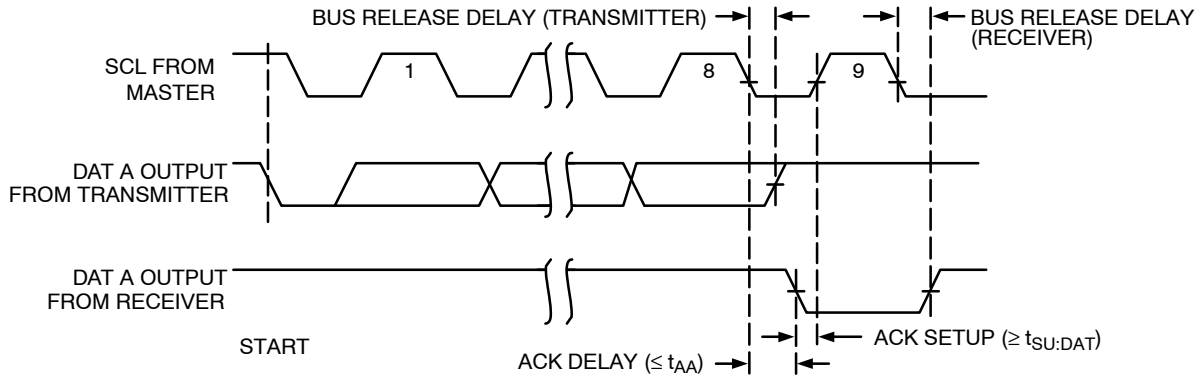 BUS RELEASE DELAY (TRANSMITTER)
BUS RELEASE DELAY
(RECEIVER)
SCL FROM
MASTER
1
8
9
DAT A OUTPUT
FROM TRANSMITTER
DAT A OUTPUT
FROM RECEIVER
START
ACK DELAY (≤ tAA)
ACK SETUP (≥ tSU:DAT)